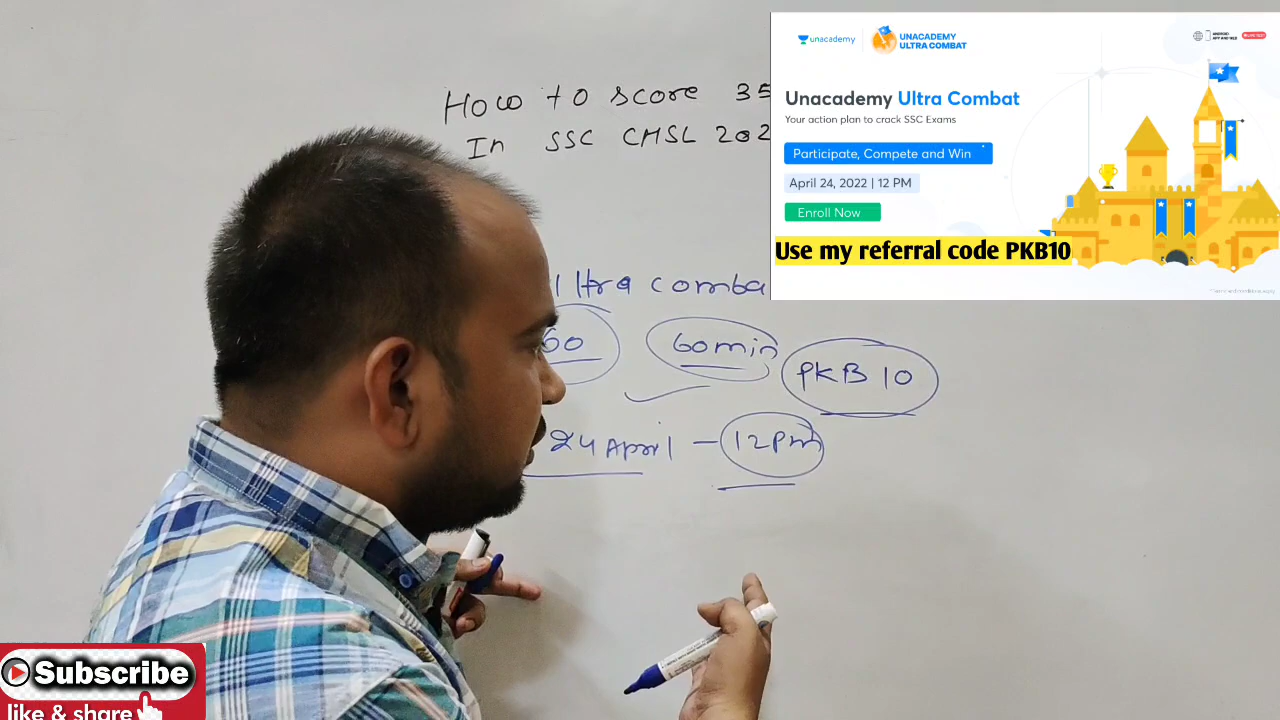 How to score 35
In SSC CHSL 202
unacademy
UNACADEMY
ULTRA COMBAT
Unacademy Ultra Combat
Your action plan to crack SSC Exams
Participate, Compete and Win
April 24, 2022 | 12 PM
Enroll Now
Use my referral code PKB10
ltra comba
60 60min PKB 10
24 April - 12pm
Subscribe
like & share